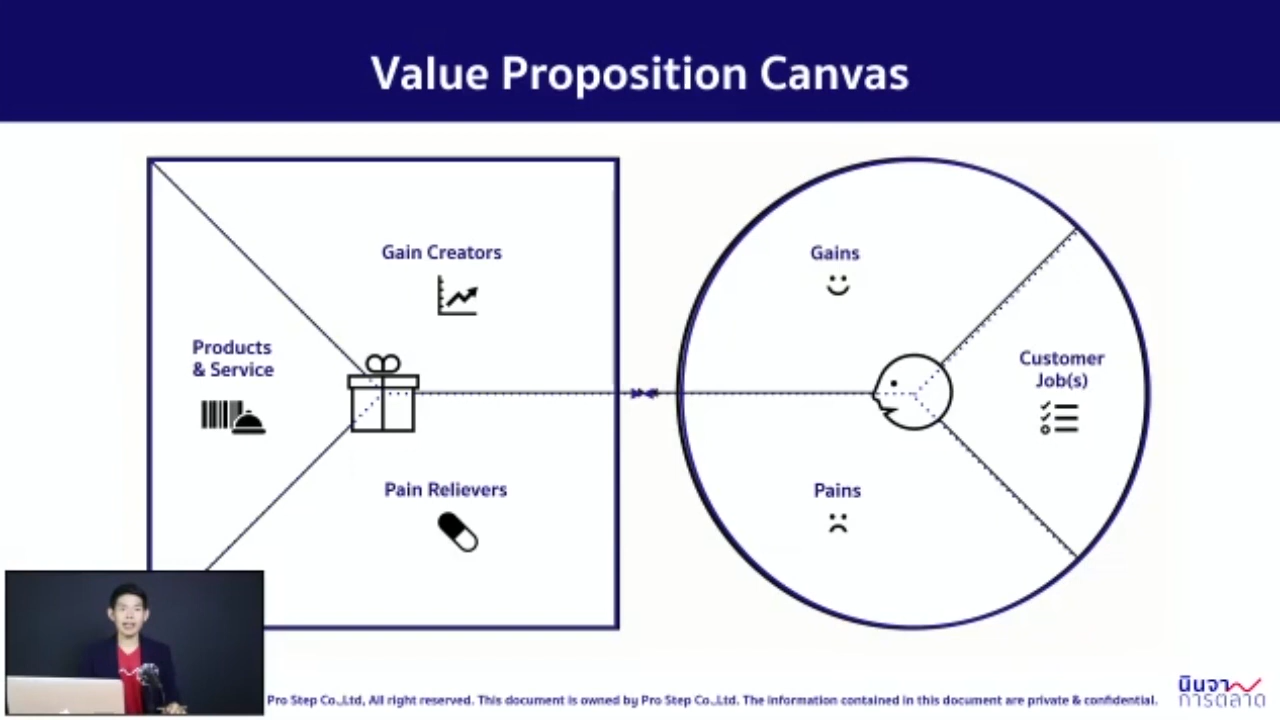 Value Proposition Canvas
Gain Creators
Products
& Service
Pain Relievers
Gains
Customer
Job(s)
Pains
Pro Step Co.,Ltd, All right reserved. This document is owned by Pro Step Co.,Ltd. The information contained in this document are private & confidential.
นินจา
การตลาด